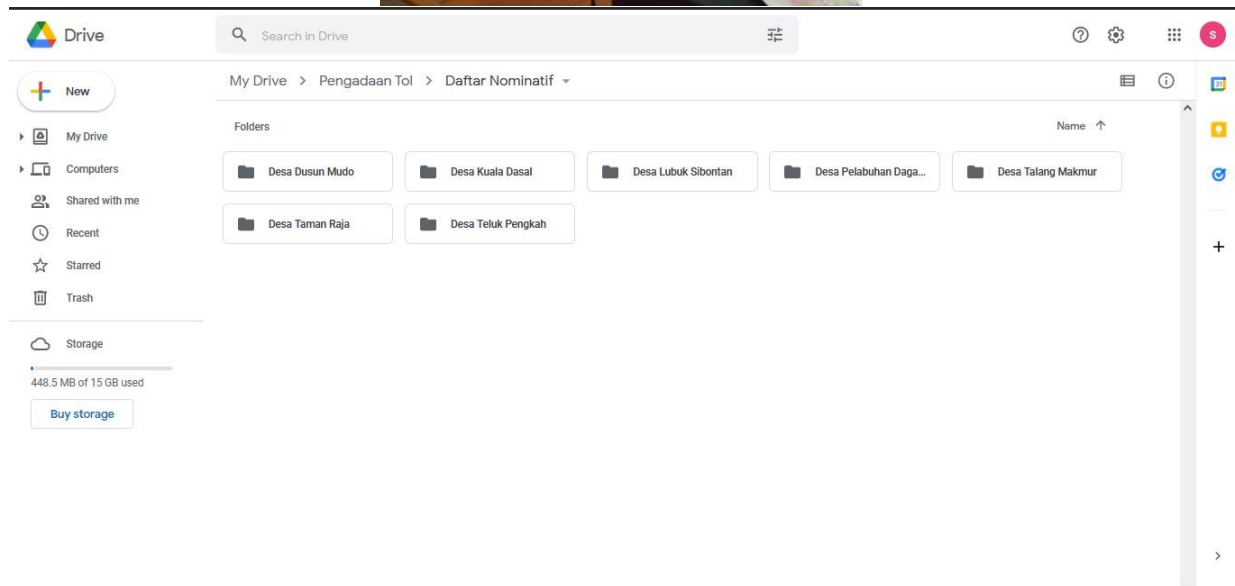 Drive
Search in Drive
S
New
My Drive > Pengadaan Tol > Daftar Nominatif
31
My Drive
Computers
Shared with me
Recent
Starred
Trash
Storage
448.5 MB of 15 GB used
Buy storage
Folders
Name
Desa Dusun Mudo
Desa Kuala Dasal
Desa Lubuk Sibontan
Desa Pelabuhan Daga...
Desa Talang Makmur
Desa Taman Raja
Desa Teluk Pengkah